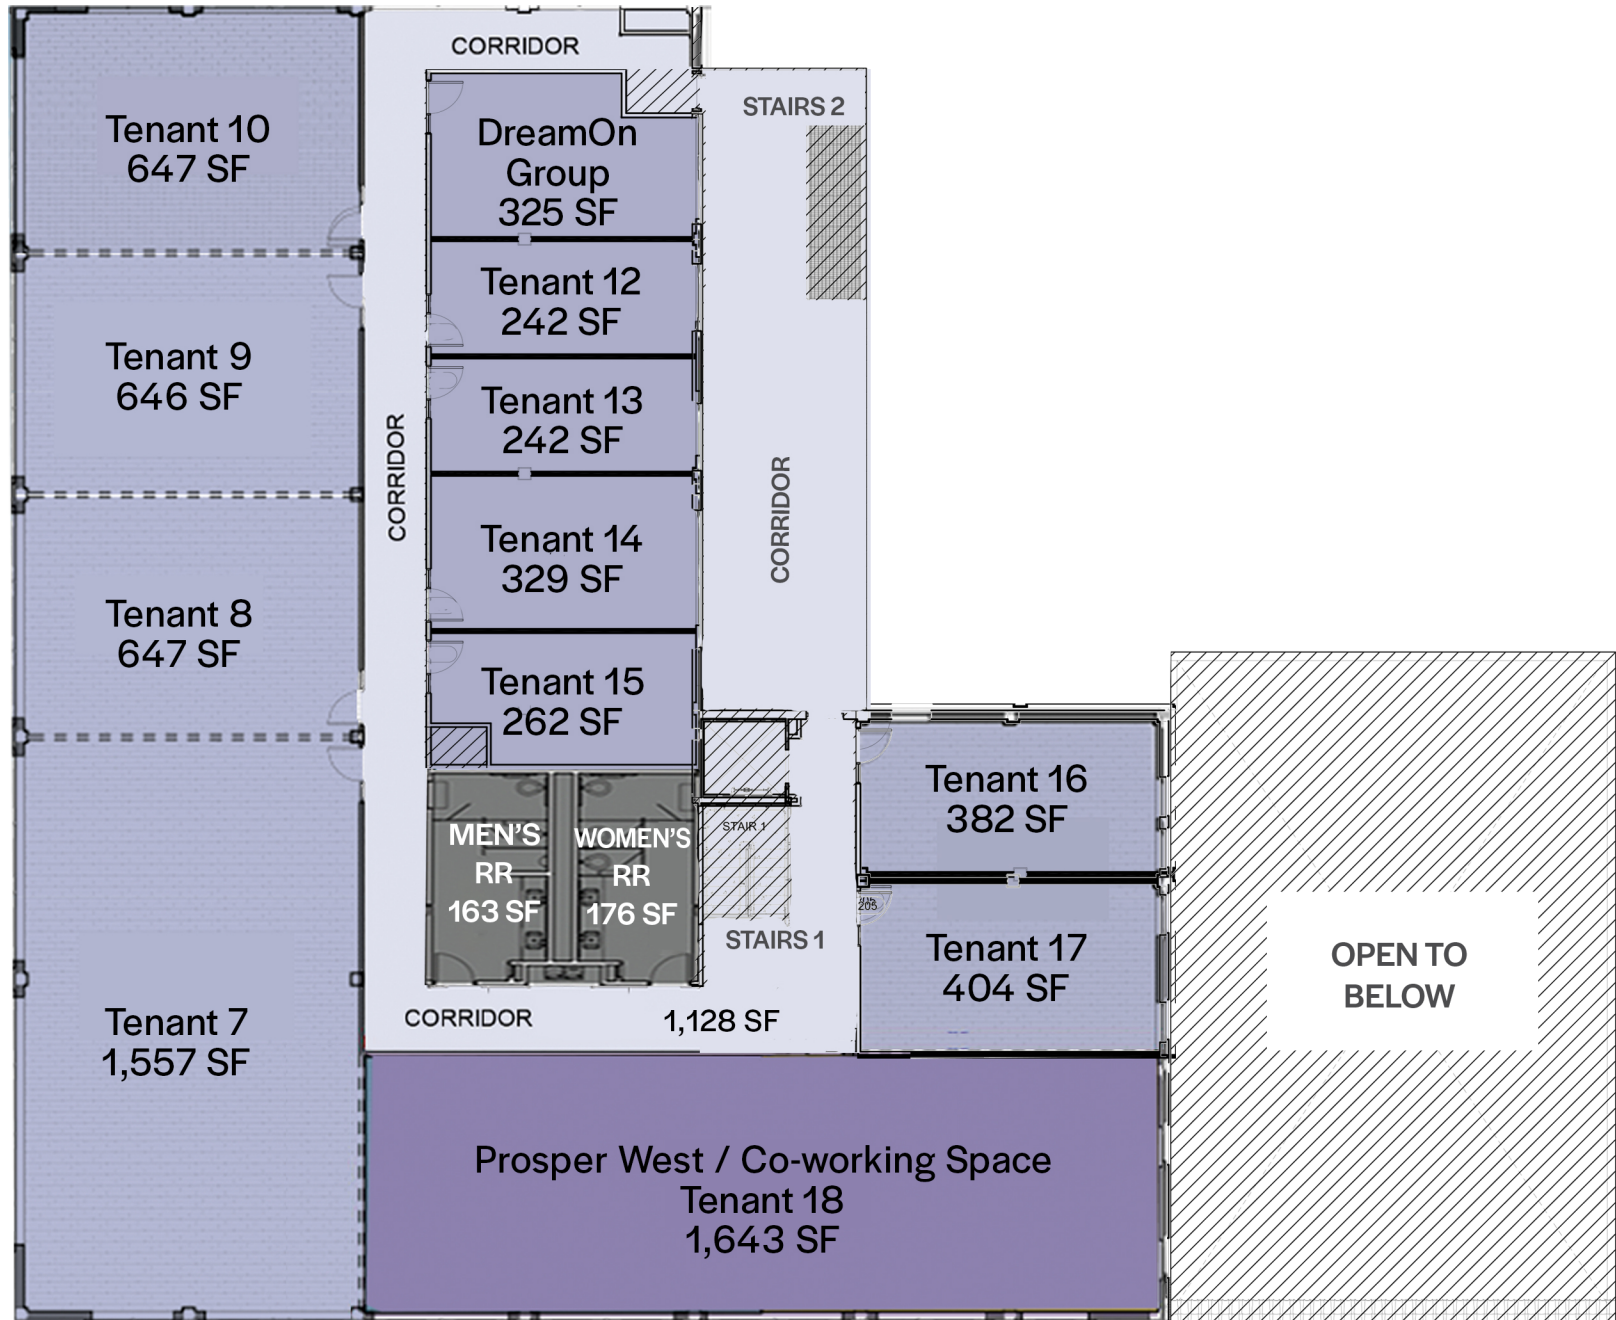 CORRIDOR
Tenant 10
647 SF
DreamOn
Group
325 SF
STAIRS 2
Tenant 12
242 SF
Tenant 9
646 SF
Tenant 13
242 SF
CORRIDOR
CORRIDOR
Tenant 14
329 SF
Tenant 8
647 SF
Tenant 15
262 SF
Tenant 16
382 SF
MEN'S
RR
163 SF
WOMEN'S
RR
176 SF
STAIR 1
STAIRS 1
205
Tenant 17
404 SF
OPEN TO
BELOW
Tenant 7
1,557 SF
CORRIDOR
1,128 SF
Prosper West / Co-working Space
Tenant 18
1,643 SF